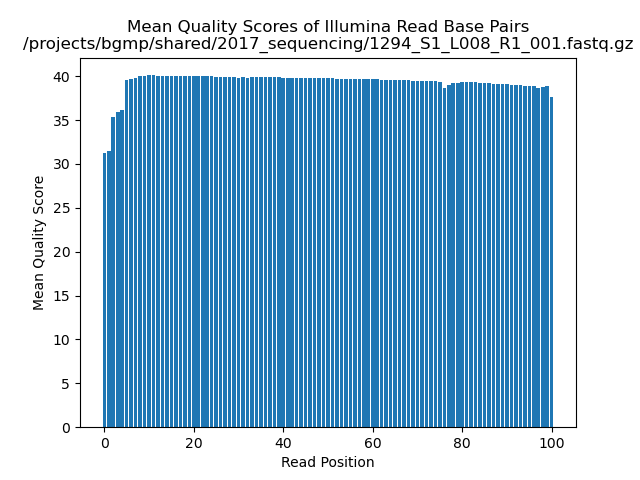 Mean Quality Scores of Illumina Read Base Pairs
/projects/bgmp/shared/2017_sequencing/1294_S1_L008_R1_001.fastq.gz
40
35
30
25
20
15
10
5
0
Mean Quality Score
0 20 40 60 80 100
Read Position